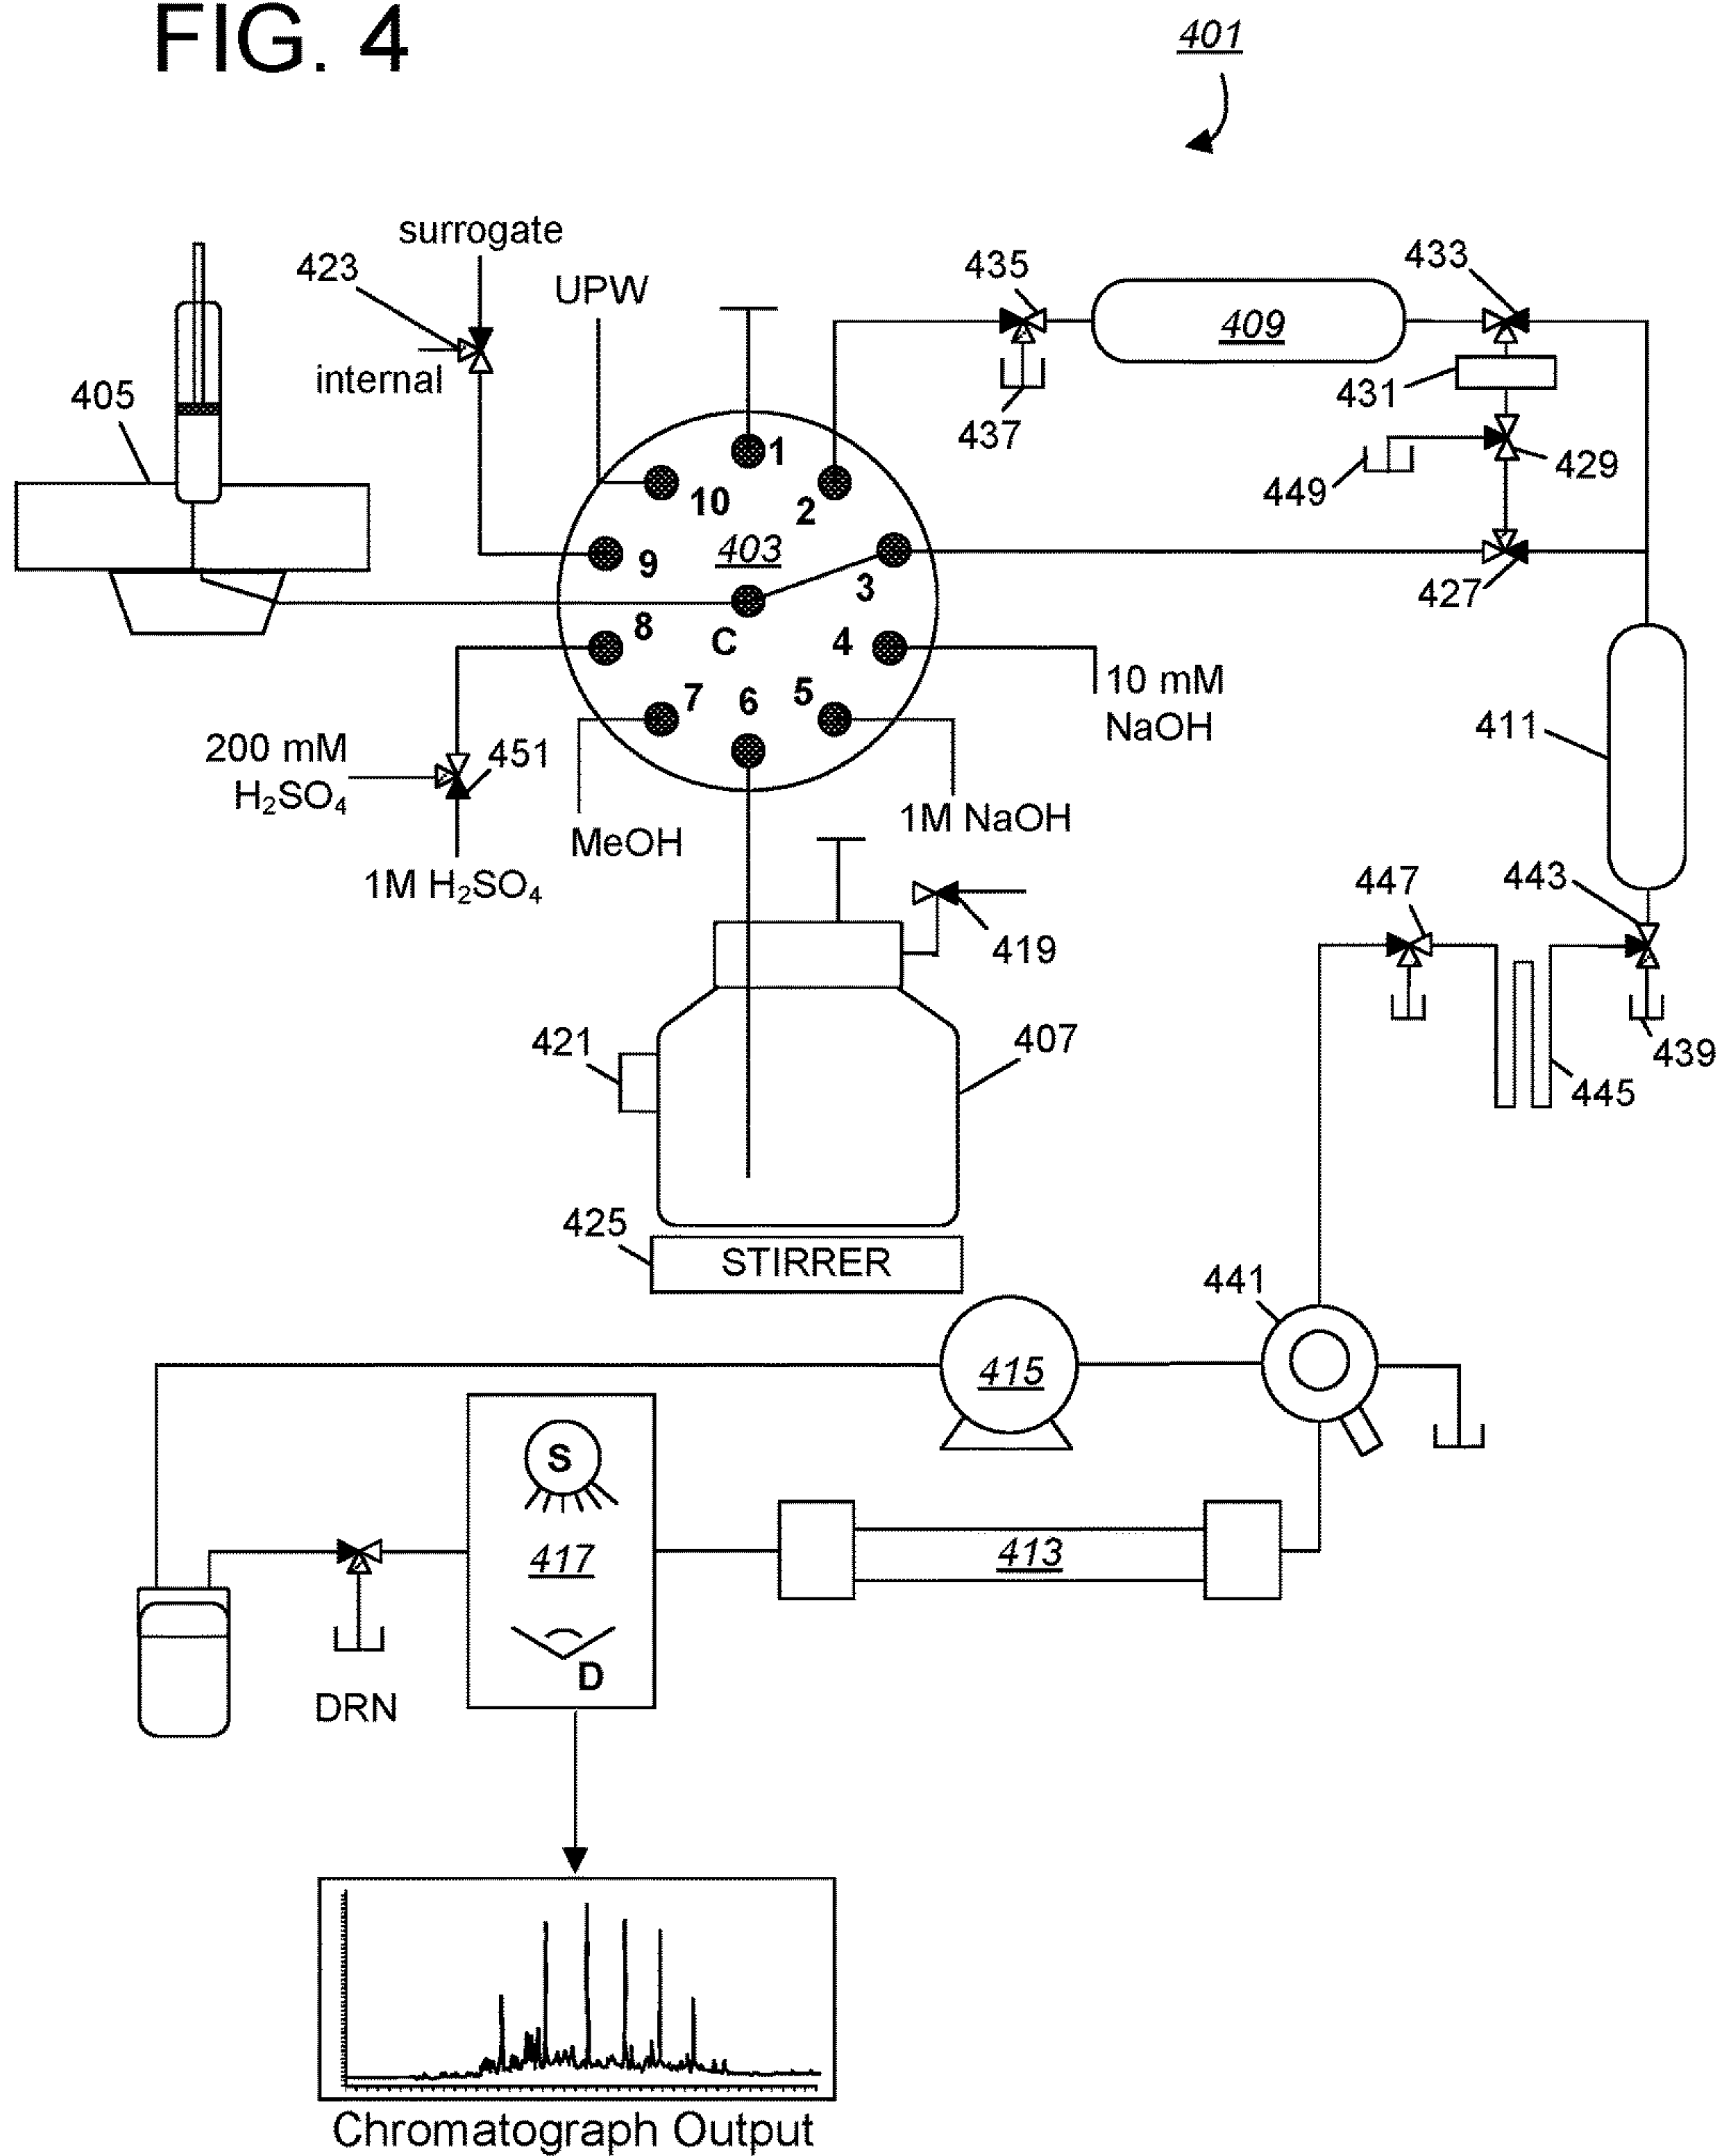 FIG. 4
401
surrogate
423
UPW
internal
435
433
409
431
405
437
449
429
1
10
2
403
9
3
427
8
C
4
7
6
5
10 mM
NaOH
411
200 mM
H₂SO₄
451
MeOH
1M NaOH
1M H₂SO₄
447
443
419
421
407
439
445
425
STIRRER
441
415
S
417
413
D
DRN
Chromatograph Output